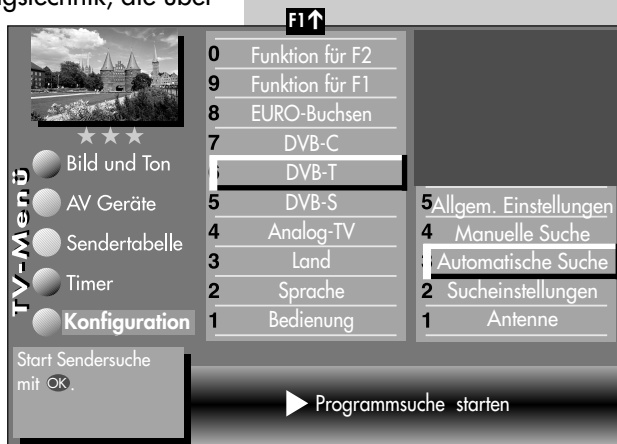 gstechnik, die über
F1↑
TV-Menü
Bild und Ton
AV Geräte
Sendertabelle
Timer
Konfiguration
0 Funktion für F2
9 Funktion für F1
8 EURO-Buchsen
7 DVB-C
DVB-T
5 DVB-S
4 Analog-TV
3 Land
2 Sprache
1 Bedienung
5 Allgem. Einstellungen
4 Manuelle Suche
Automatische Suche
2 Sucheinstellungen
1 Antenne
Start Sendersuche
mit OK.
Programmsuche starten